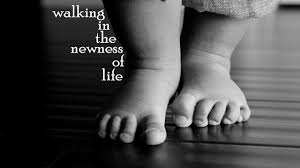 walking
in
the
newness
of
life